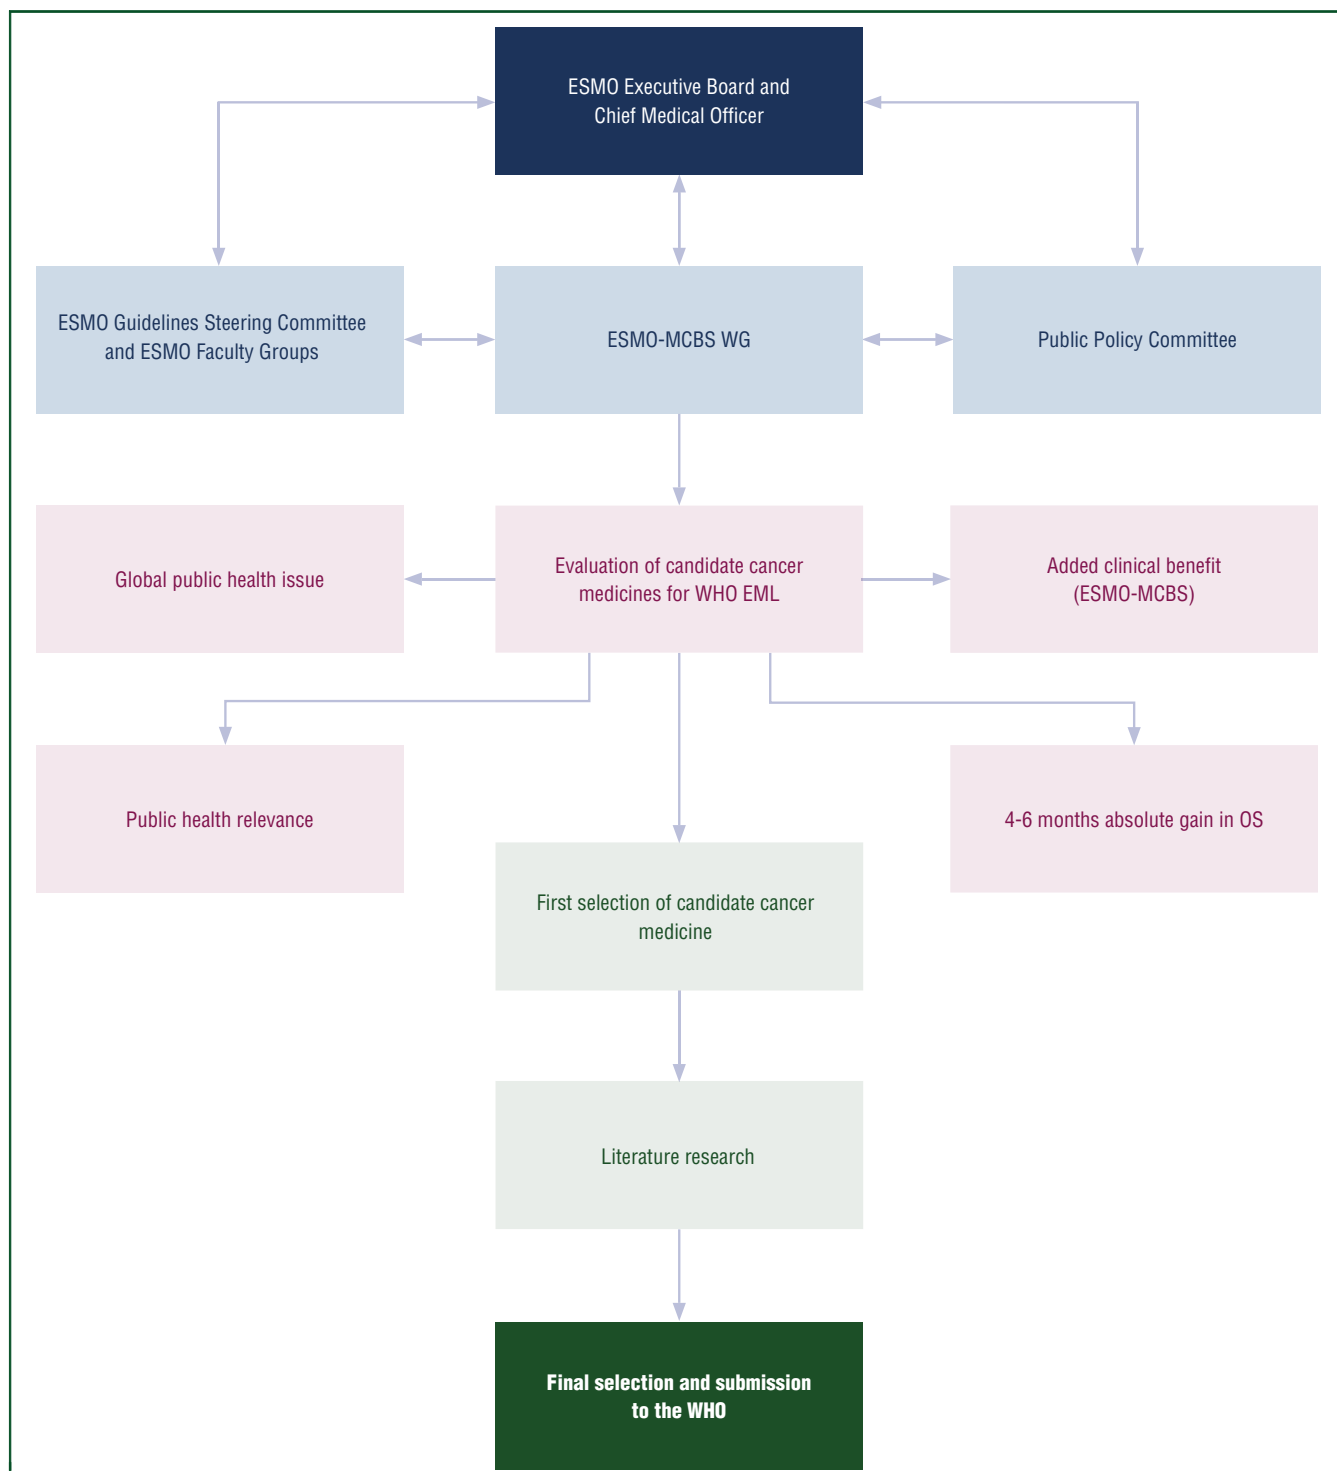 ESMO Executive Board and
Chief Medical Officer
ESMO Guidelines Steering Committee
and ESMO Faculty Groups
ESMO-MCBS WG
Public Policy Committee
Global public health issue
Evaluation of candidate cancer
medicines for WHO EML
Added clinical benefit
(ESMO-MCBS)
Public health relevance
4-6 months absolute gain in OS
First selection of candidate cancer
medicine
Literature research
Final selection and submission
to the WHO